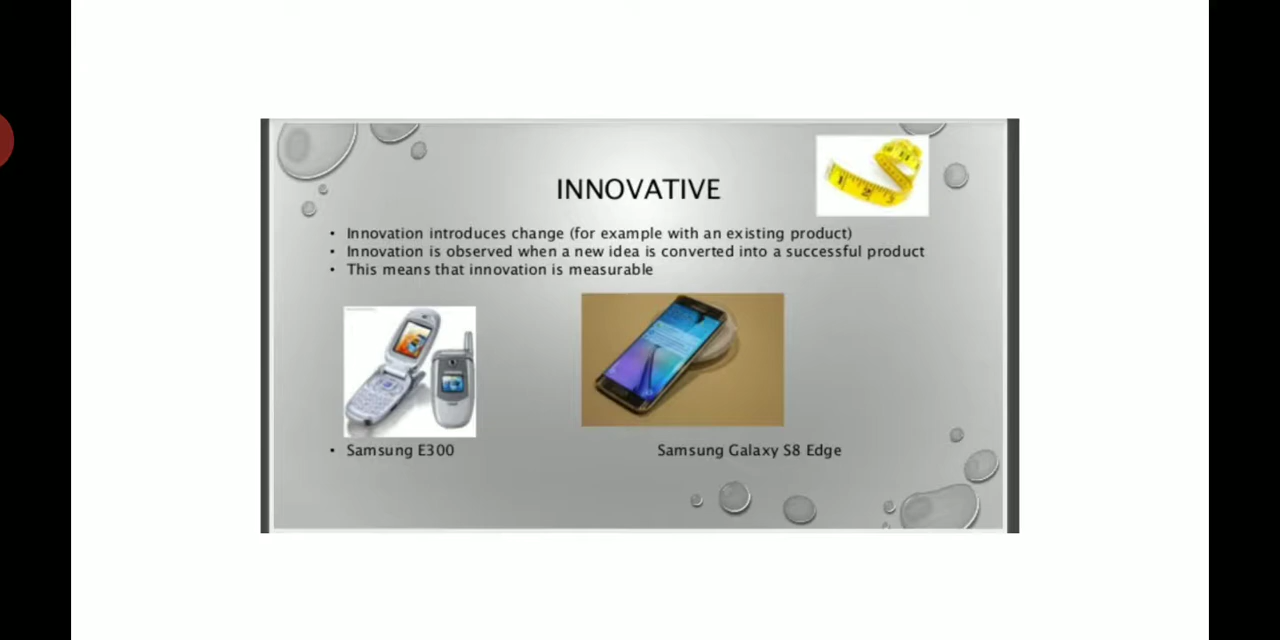 INNOVATIVE
• Innovation introduces change (for example with an existing product)
• Innovation is observed when a new idea is converted into a successful product
• This means that innovation is measurable
• Samsung E300
Samsung Galaxy S8 Edge